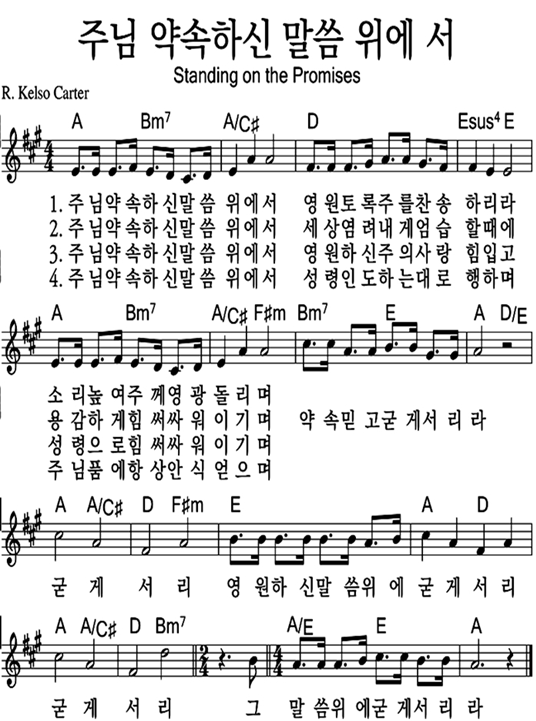 주님 약속하신 말씀 위에 서
Standing on the Promises
R. Kelso Carter
A Bm7 A/C# D Esus4 E
4/4
1. 주 님약 속하 신말 씀 위에서 영 원토 록주 를찬 송 하리라
2. 주 님약 속하 신말 씀 위에서 세 상염 려내 게엄 습 할때에
3. 주 님약 속하 신말 씀 위에서 영 원하 신주 의사 랑 힘입고
4. 주 님약 속하 신말 씀 위에서 성 령인 도하 는대 로 행하며
A Bm7 A/C# F#m Bm7 E A D/E
소 리높 여주 께영 광 돌리며
용 감하 게힘 써싸 워 이기며 약 속믿 고굳 게서 리 라
성 령으 로힘 써싸 워 이기며
주 님품 에항 상안 식 얻으며
A A/C# D F#m E A D
굳 게 서 리 영 원하 신말 씀위 에 굳 게 서 리
A A/C# D Bm7 A/E E A
2/4 4/4
굳 게 서 리 그 말 씀위 에굳 게서 리 라